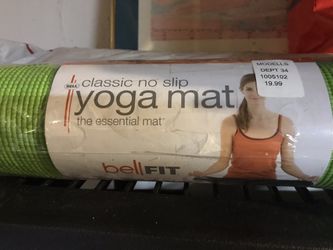 BELL
classic no slip
yoga mat
the essential mat
bellFIT
MODELLS
DEPT 34
1005102
19.99